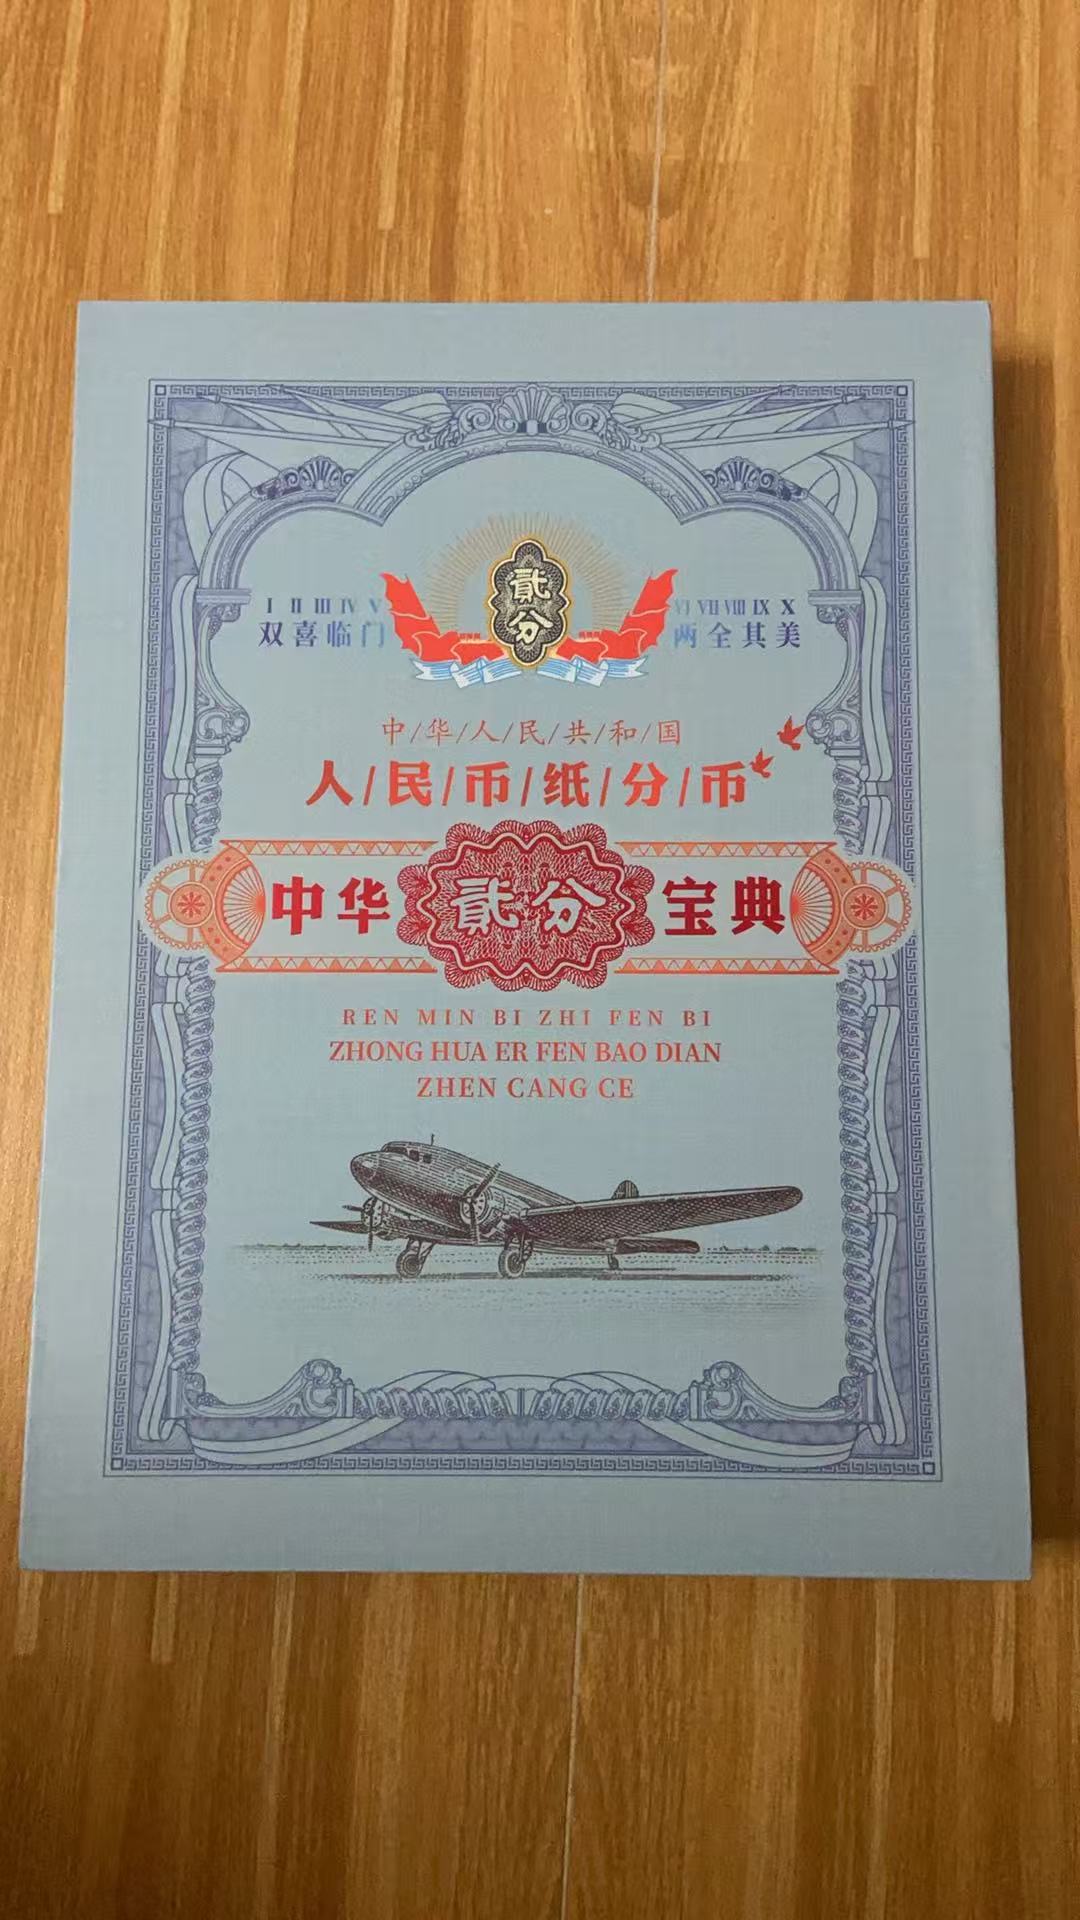 貳分
I II III IV V
双喜临门
VI VII VIII IX X
两全其美
中/华/人/民/共/和/国
人/民/币/纸/分/币
中华 貳分 宝典
REN MIN BI ZHI FEN BI
ZHONG HUA ER FEN BAO DIAN
ZHEN CANG CE